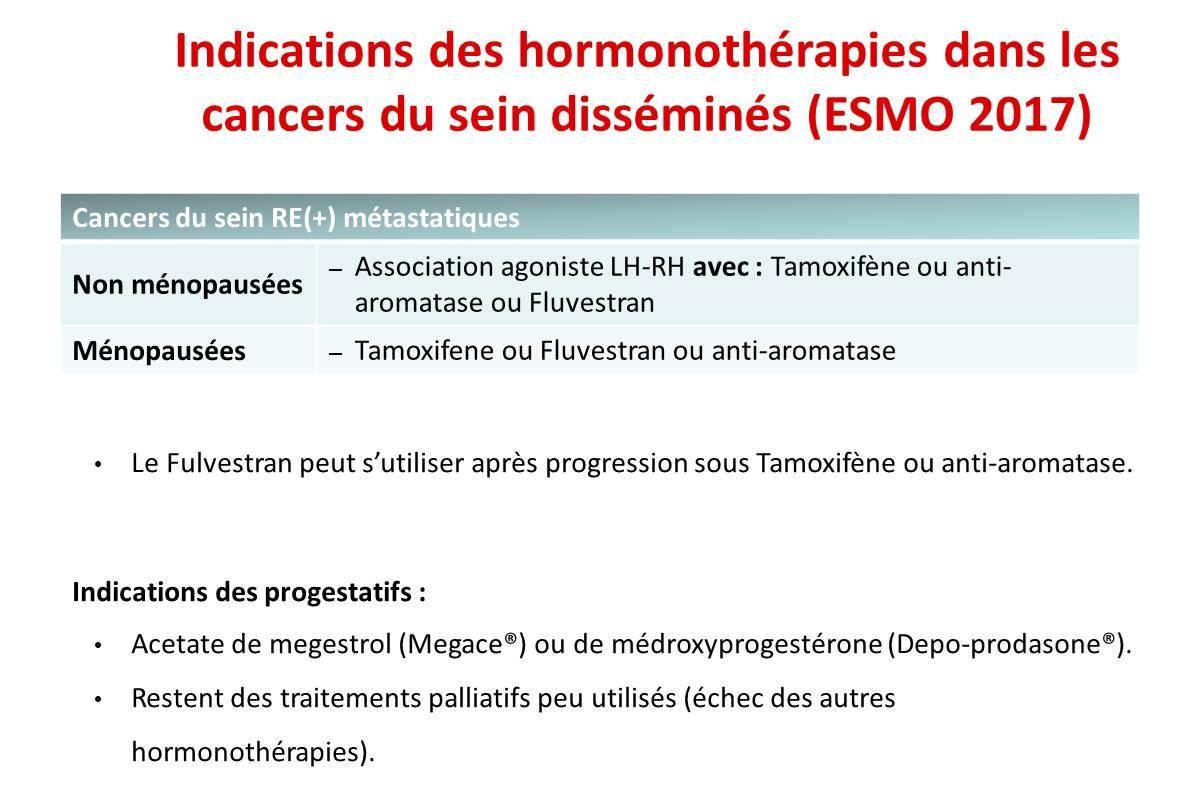 Indications des hormonothérapies dans les
cancers du sein disséminés (ESMO 2017)
Cancers du sein RE(+) métastatiques
Non ménopausées
– Association agoniste LH-RH avec : Tamoxifène ou anti-
aromatase ou Fluvestran
Ménopausées
– Tamoxifene ou Fluvestran ou anti-aromatase
• Le Fulvestran peut s’utiliser après progression sous Tamoxifène ou anti-aromatase.
Indications des progestatifs :
• Acetate de megestrol (Megace®) ou de médroxyprogestérone (Depo-prodasone®).
• Restent des traitements palliatifs peu utilisés (échec des autres
hormonothérapies).